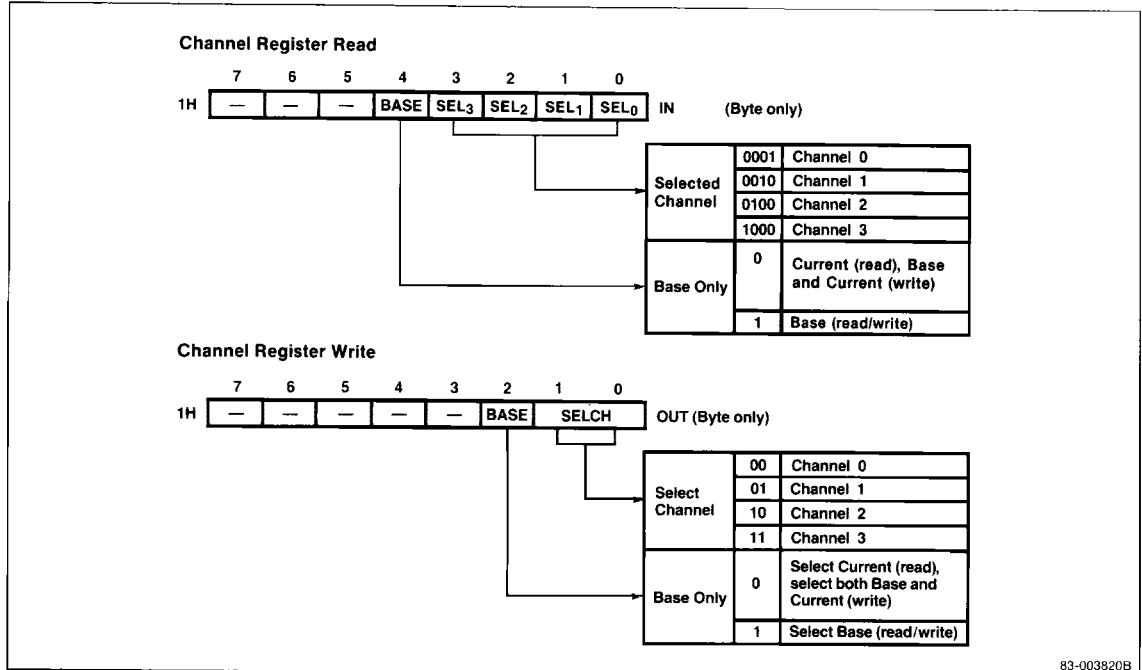 Channel Register Read
7 6 5 4 3 2 1 0
1H — — — BASE SEL3 SEL2 SEL1 SEL0 IN (Byte only)
Selected Channel
0001 Channel 0
0010 Channel 1
0100 Channel 2
1000 Channel 3
Base Only
0 Current (read), Base
and Current (write)
1 Base (read/write)
Channel Register Write
7 6 5 4 3 2 1 0
1H — — — — — BASE SELCH OUT (Byte only)
Select
Channel
00 Channel 0
01 Channel 1
10 Channel 2
11 Channel 3
Base Only
0 Select Current (read),
select both Base and
Current (write)
1 Select Base (read/write)
83-003820B